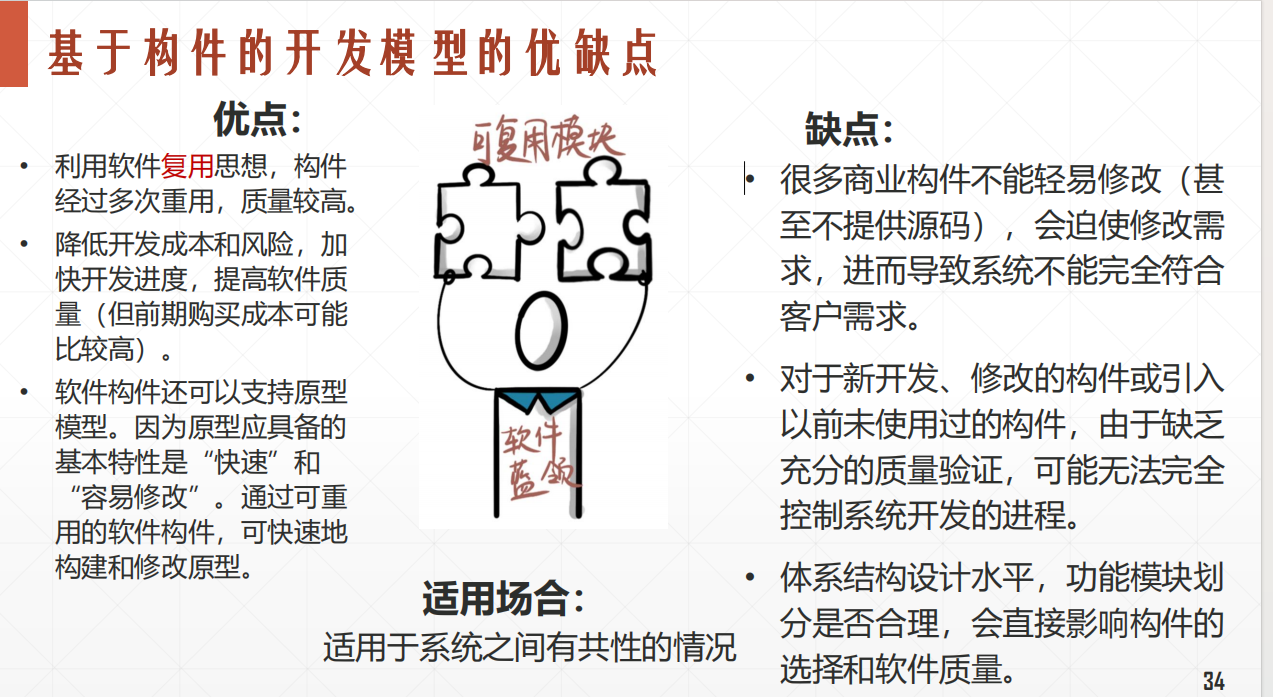 基于构件的开发模型的优缺点
优点：
• 利用软件复用思想，构件
经过多次重用，质量较高。
• 降低开发成本和风险，加
快开发进度，提高软件质
量（但前期购买成本可能
比较高）。
• 软件构件还可以支持原型
模型。因为原型应具备的
基本特性是“快速”和
“容易修改”。通过可重
用的软件构件，可快速地
构建和修改原型。
可复用模块
软件
蓝领
适用场合：
适用于系统之间有共性的情况
缺点：
• 很多商业构件不能轻易修改（甚
至不提供源码），会迫使修改需
求，进而导致系统不能完全符合
客户需求。
• 对于新开发、修改的构件或引入
以前未使用过的构件，由于缺乏
充分的质量验证，可能无法完全
控制系统开发的进程。
• 体系结构设计水平，功能模块划
分是否合理，会直接影响构件的
选择和软件质量。
34